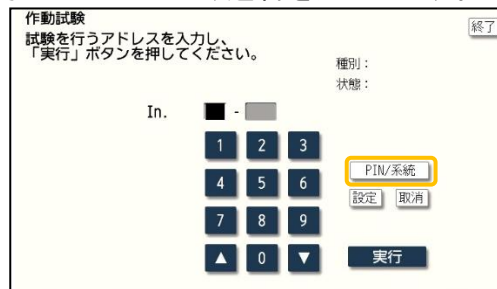 作動試験
終了
試験を行うアドレスを入力し、
「実行」ボタンを押してください。
種別：
状態：
In. -
1 2 3
4 5 6
7 8 9
▲ 0 ▼
PIN/系統
設定 取消
実行